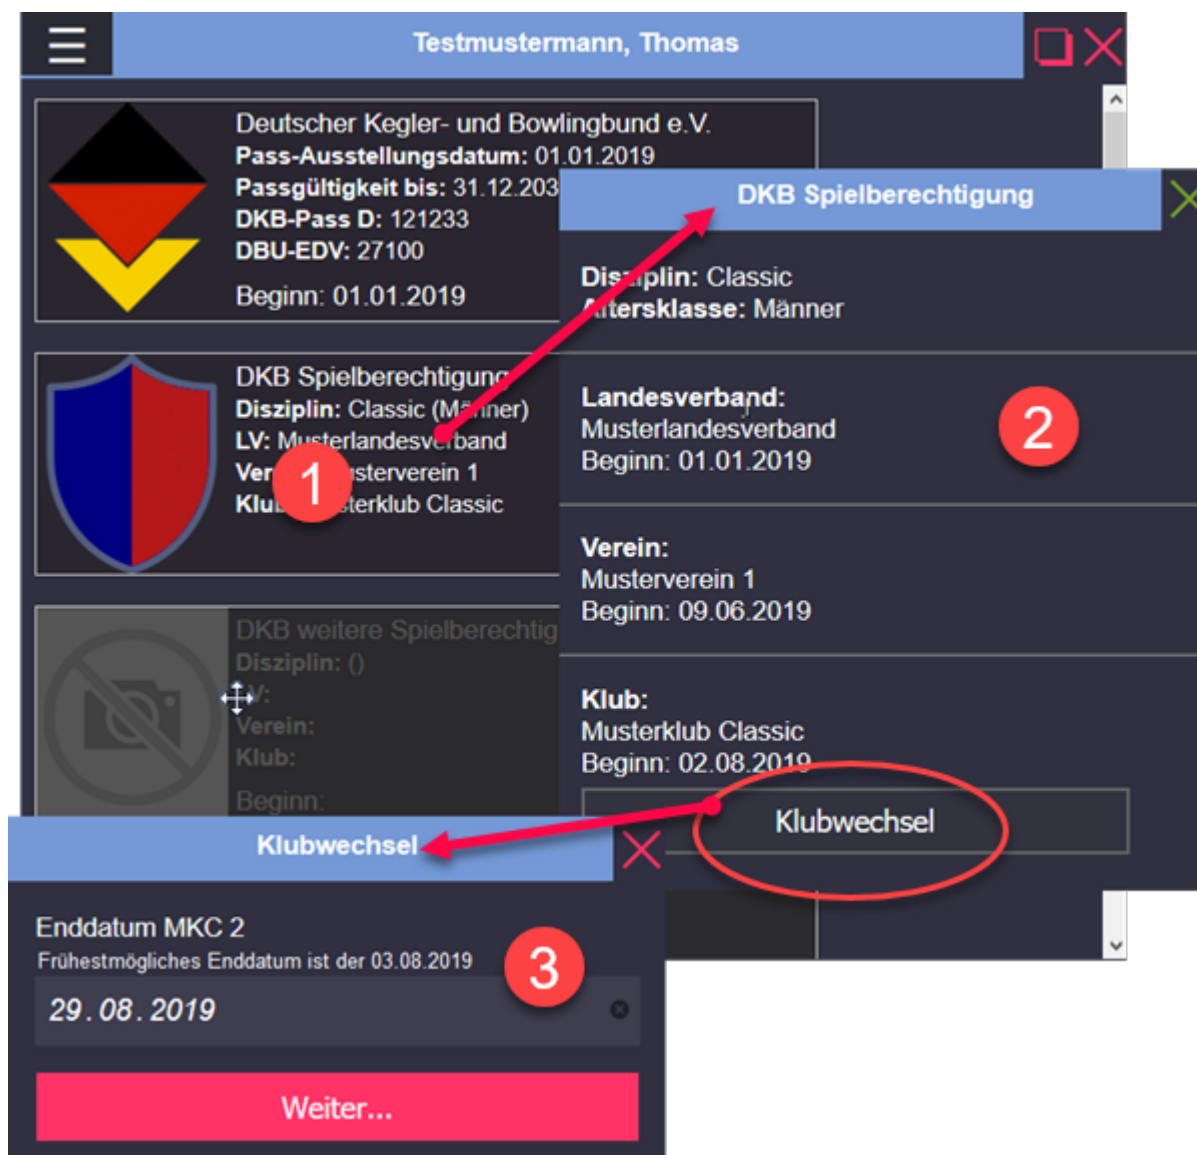 Testmustermann, Thomas
Deutscher Kegler- und Bowlingbund e.V.
Pass-Ausstellungsdatum: 01.01.2019
Passgültigkeit bis: 31.12.203
DKB-Pass D: 121233
DBU-EDV: 27100
Beginn: 01.01.2019
DKB Spielberechtigung
Disziplin: Classic (Männer)
LV: Musterlandesverband
1
Classic
1
DKB weitere Spielberechtig
Disziplin: ()
Verein:
Klub:
Beginn:
DKB Spielberechtigung
Disziplin: Classic
Altersklasse: Männer
Landesverband:
Musterlandesverband
Beginn: 01.01.2019
2
Verein:
Musterverein 1
Beginn: 09.06.2019
Klub:
Musterklub Classic
Beginn: 02.08.2019
Klubwechsel
Klubwechsel
Enddatum MKC 2
Frühestmögliches Enddatum ist der 03.08.2019
3
29.08.2019
Weiter...